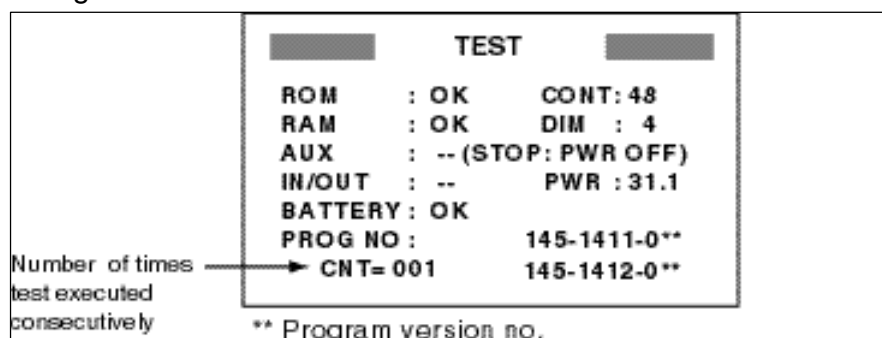 TEST
ROM : OK CONT: 48
RAM : OK DIM : 4
AUX : -- (STOP: PWR OFF)
IN/OUT : -- PWR : 31.1
BATTERY : OK
PROG NO : 145-1411-0**
CNT= 001 145-1412-0**
Number of times
test executed
consecutively
** Program version no.